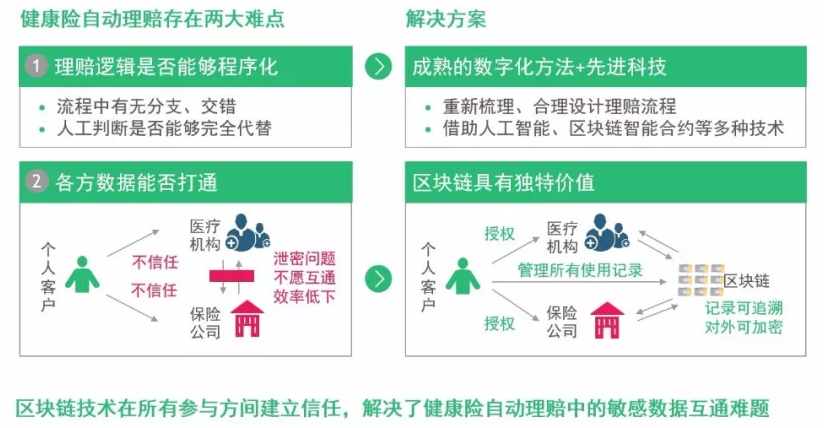 健康险自动理赔存在两大难点
解决方案
1 理赔逻辑是否能够程序化
• 流程中有无分支、交错
• 人工判断是否能够完全代替
成熟的数字化方法+先进科技
• 重新梳理、合理设计理赔流程
• 借助人工智能、区块链智能合约等多种技术
2 各方数据能否打通
个人客户
不信任
不信任
医疗
机构
泄密问题
不愿互通
效率低下
保险
公司
区块链具有独特价值
个人客户
授权
医疗
机构
管理所有使用记录
区块链
授权
保险
公司
记录可追溯
对外可加密
区块链技术在所有参与方间建立信任，解决了健康险自动理赔中的敏感数据互通难题